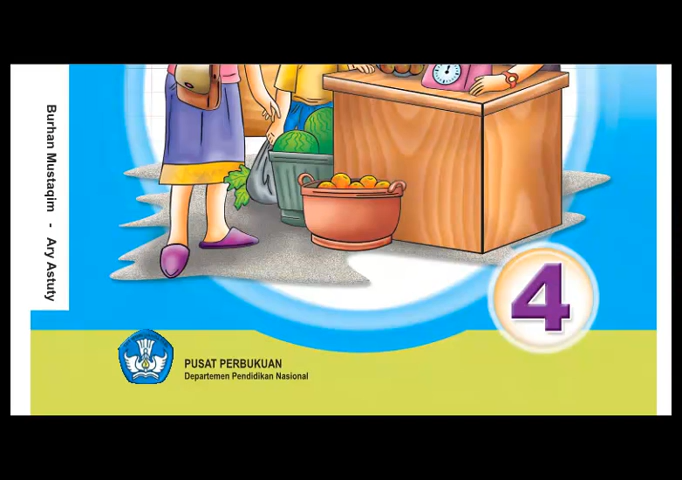 Burhan Mustaqim - Ary Astuty
4
PUSAT PERBUKUAN
Departemen Pendidikan Nasional